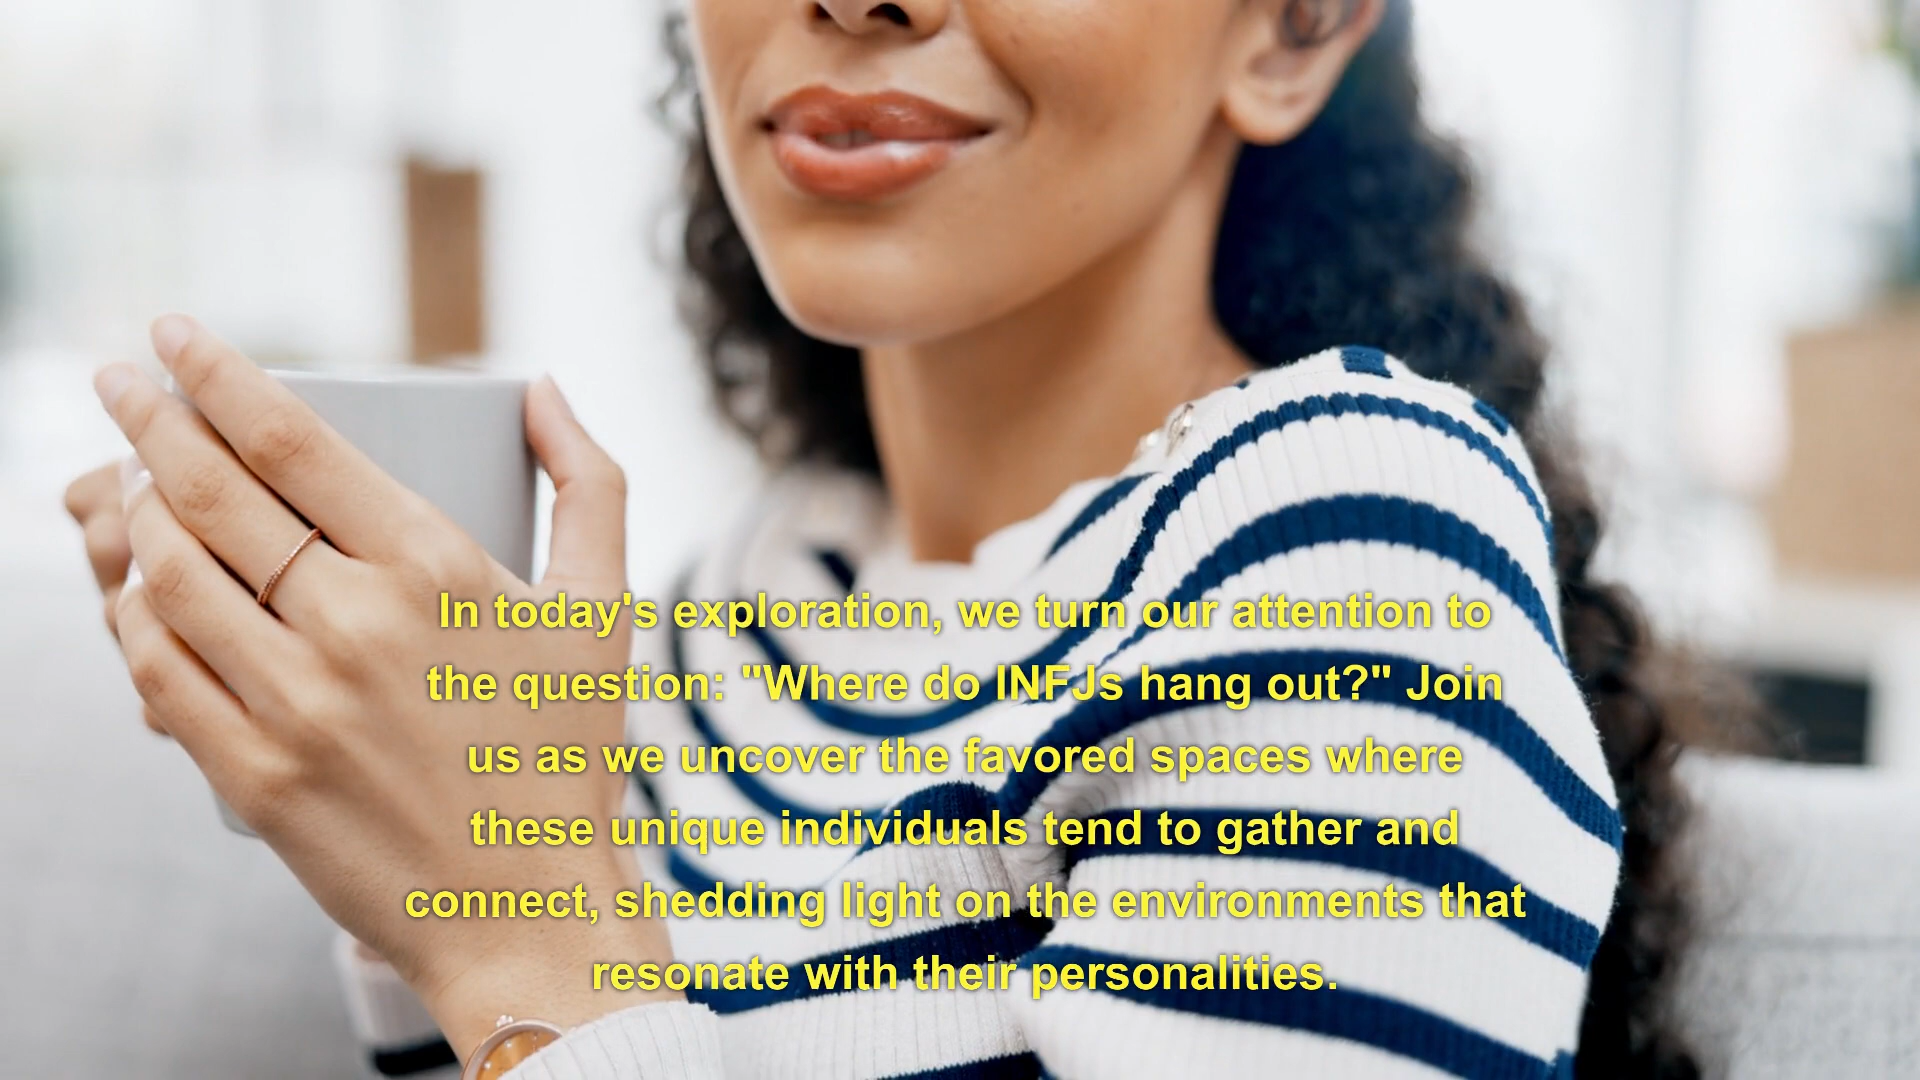 In today's exploration, we turn our attention to
the question: "Where do INFJs hang out?" Join
us as we uncover the favored spaces where
these unique individuals tend to gather and
connect, shedding light on the environments that
resonate with their personalities.